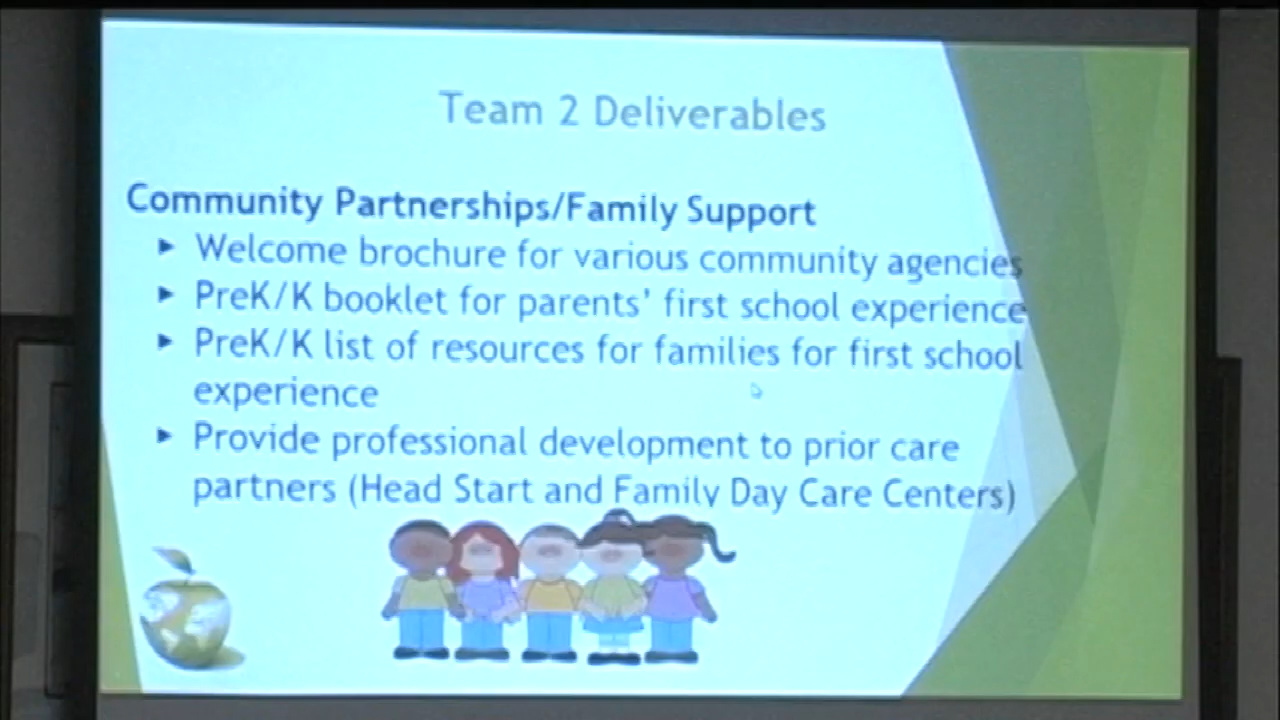 Team 2 Deliverables
Community Partnerships/Family Support
▶ Welcome brochure for various community agencies
▶ PreK/K booklet for parents' first school experience
▶ PreK/K list of resources for families for first school
experience
▶ Provide professional development to prior care
partners (Head Start and Family Day Care Centers)